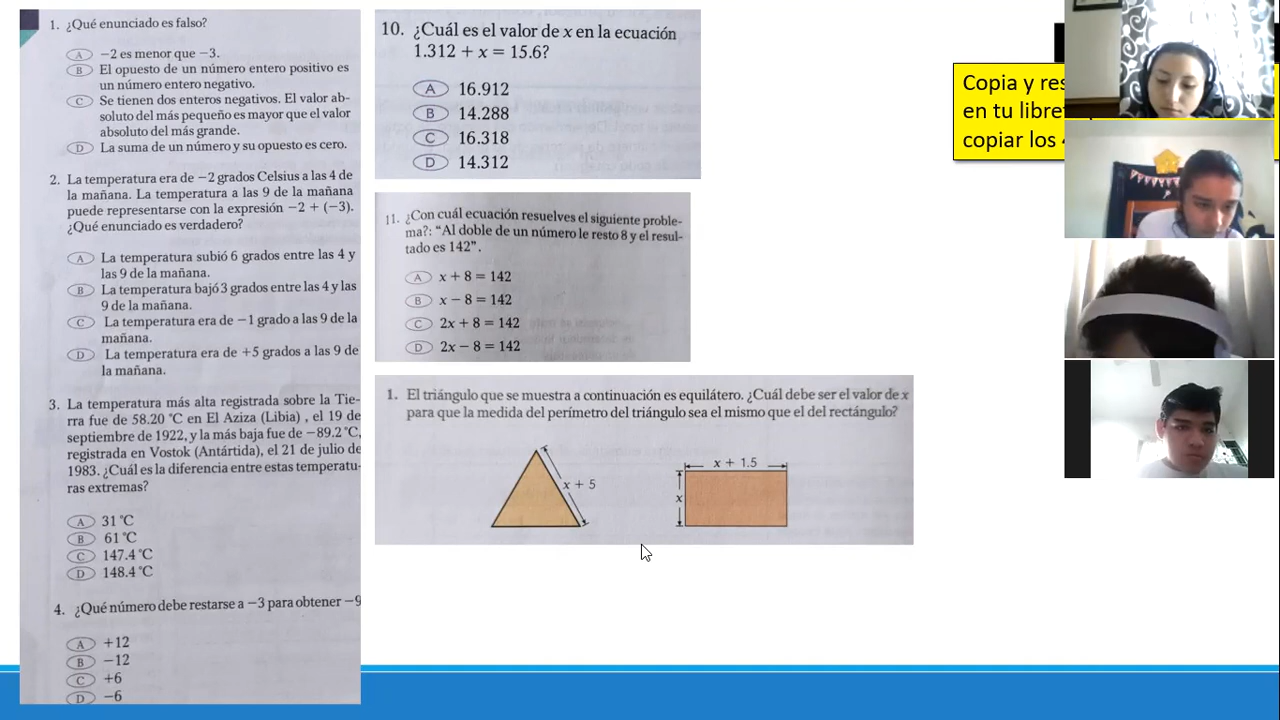 1. ¿Qué enunciado es falso?
A −2 es menor que −3.
B El opuesto de un número entero positivo es
un número entero negativo.
C Se tienen dos enteros negativos. El valor ab-
soluto del más pequeño es mayor que el valor
absoluto del más grande.
D La suma de un número y su opuesto es cero.
2. La temperatura era de −2 grados Celsius a las 4 de
la mañana. La temperatura a las 9 de la mañana
puede representarse con la expresión −2 + (−3).
¿Qué enunciado es verdadero?
A La temperatura subió 6 grados entre las 4 y
las 9 de la mañana.
B La temperatura bajó 3 grados entre las 4 y las
9 de la mañana.
C La temperatura era de −1 grado a las 9 de la
mañana.
D La temperatura era de +5 grados a las 9 de
la mañana.
3. La temperatura más alta registrada sobre la Tie-
rra fue de 58.20 °C en El Aziza (Libia) , el 19 de
septiembre de 1922, y la más baja fue de −89.2 °C,
registrada en Vostok (Antártida), el 21 de julio de
1983. ¿Cuál es la diferencia entre estas temperatu-
ras extremas?
A 31 °C
B 61 °C
C 147.4 °C
D 148.4 °C
4. ¿Qué número debe restarse a −3 para obtener −9
A +12
B −12
C +6
D −6
10. ¿Cuál es el valor de x en la ecuación
1.312 + x = 15.6?
A 16.912
B 14.288
C 16.318
D 14.312
11. ¿Con cuál ecuación resuelves el siguiente proble-
ma?: “Al doble de un número le resto 8 y el resul-
tado es 142”.
A x + 8 = 142
B x − 8 = 142
C 2x + 8 = 142
D 2x − 8 = 142
1. El triángulo que se muestra a continuación es equilátero. ¿Cuál debe ser el valor de x
para que la medida del perímetro del triángulo sea el mismo que el del rectángulo?
x + 5
x + 1.5
x
Copia y res
en tu libre
copiar los